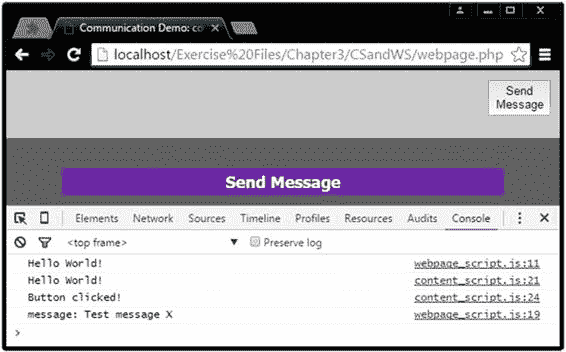 Communication Demo: co
localhost/Exercise%20Files/Chapter3/CSandWS/webpage.php
Send
Message
Send Message
Elements Network Sources Timeline Profiles Resources Audits Console
<top frame> Preserve log
Hello World! webpage_script.js:11
Hello World! content_script.js:21
Button clicked! content_script.js:24
message: Test message X webpage_script.js:19
>